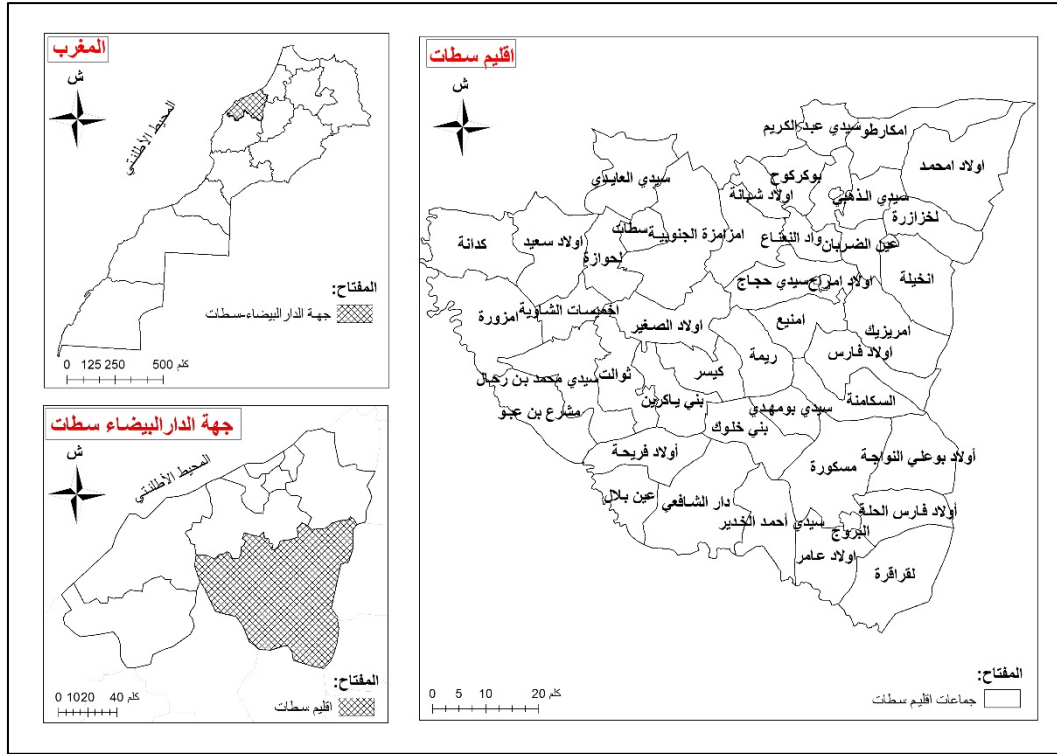 المغرب
ش
المحيط الأطلنتي
المفتاح:
جهة الدارالبيضاء-سطات
0 125 250 500 كلم
جهة الدارالبيضاء سطات
ش
المحيط الأطلنتي
المفتاح:
اقليم سطات
0 1020 40 كلم
اقليم سطات
ش
سيدي عبد الكريم
امكارطو
اولاد امحمد
سيدي العايدي
بوكركوح
اولاد شبانة
سيدي الذهبي
لخزازرة
سطات
امزامزة الجنوبية
واد النعناع
عين الضربان
كدانة
اولاد سعيد
لحوازة
انخيلة
سيدي حجاج
اولاد امراح
امزورة
اخميسات الشاوية
اولاد الصغير
امنيع
امريزيك
اولاد فارس
ريمة
كيسر
ثوالت
سيدي محمد بن رحال
السكامنة
مشرع بن عبو
بني ياكرين
سيدي بومهدي
بني خلوك
أولاد فريحة
مسكورة
أولاد بوعلي النواجة
عين بلال
دار الشافعي
سيدي أحمد الخدير
أولاد فارس الحلة
البروج
اولاد عامر
لقراقرة
المفتاح:
جماعات اقليم سطات
0 5 10 20 كلم